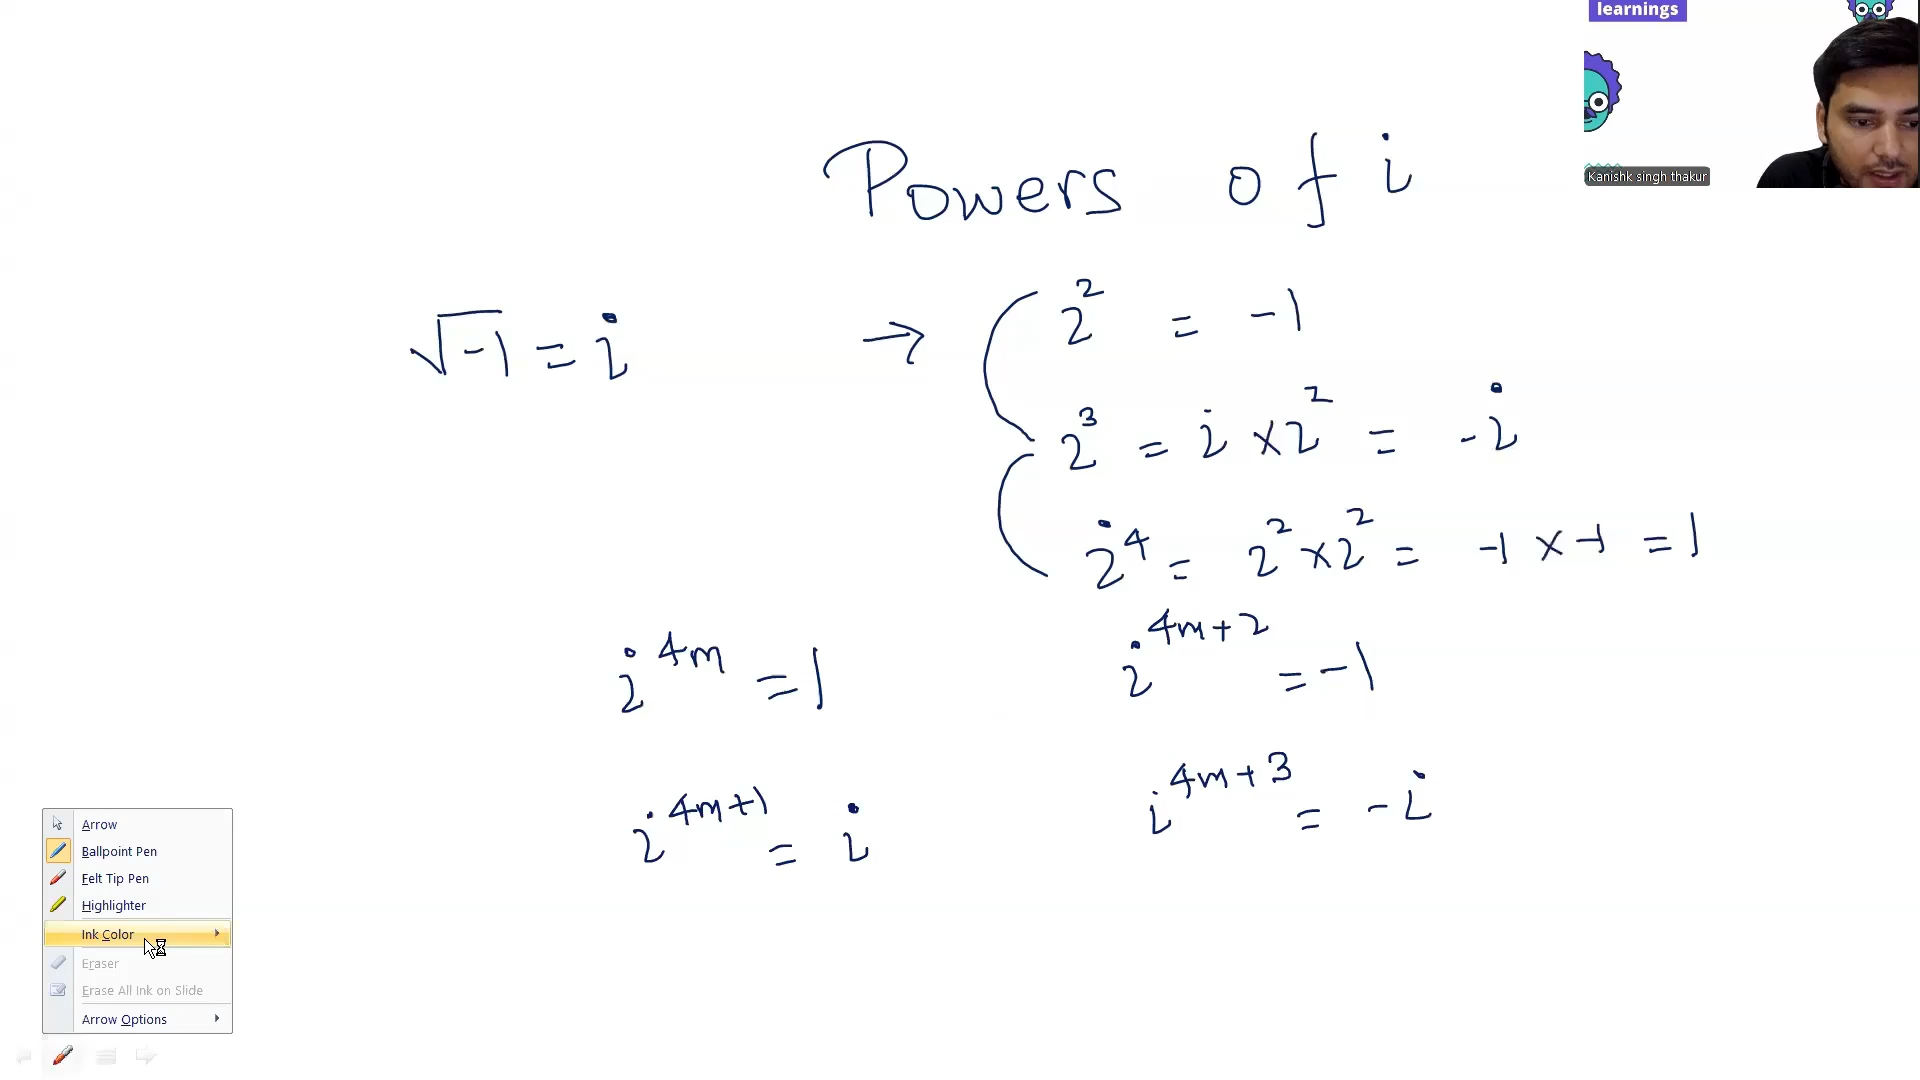 learnings
Kanishk singh thakur
Powers of i
√-1 = i → i² = -1
i³ = i × i² = -i
i⁴ = i² × i² = -1 × -1 = 1
i^4m = 1
i^4m+2 = -1
i^4m+1 = i
i^4m+3 = -i
Arrow
Ballpoint Pen
Felt Tip Pen
Highlighter
Ink Color
Eraser
Erase All Ink on Slide
Arrow Options